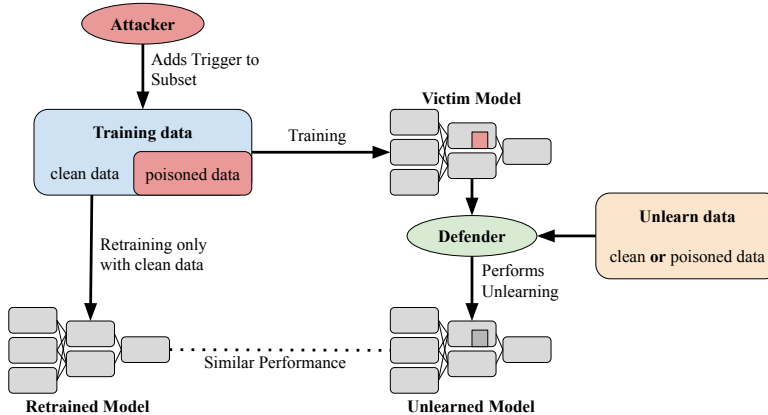 Attacker
Adds Trigger to
Subset
Training data
clean data
poisoned data
Training
Victim Model
Defender
Unlearn data
clean or poisoned data
Retraining only
with clean data
Performs
Unlearning
Similar Performance
Retrained Model
Unlearned Model